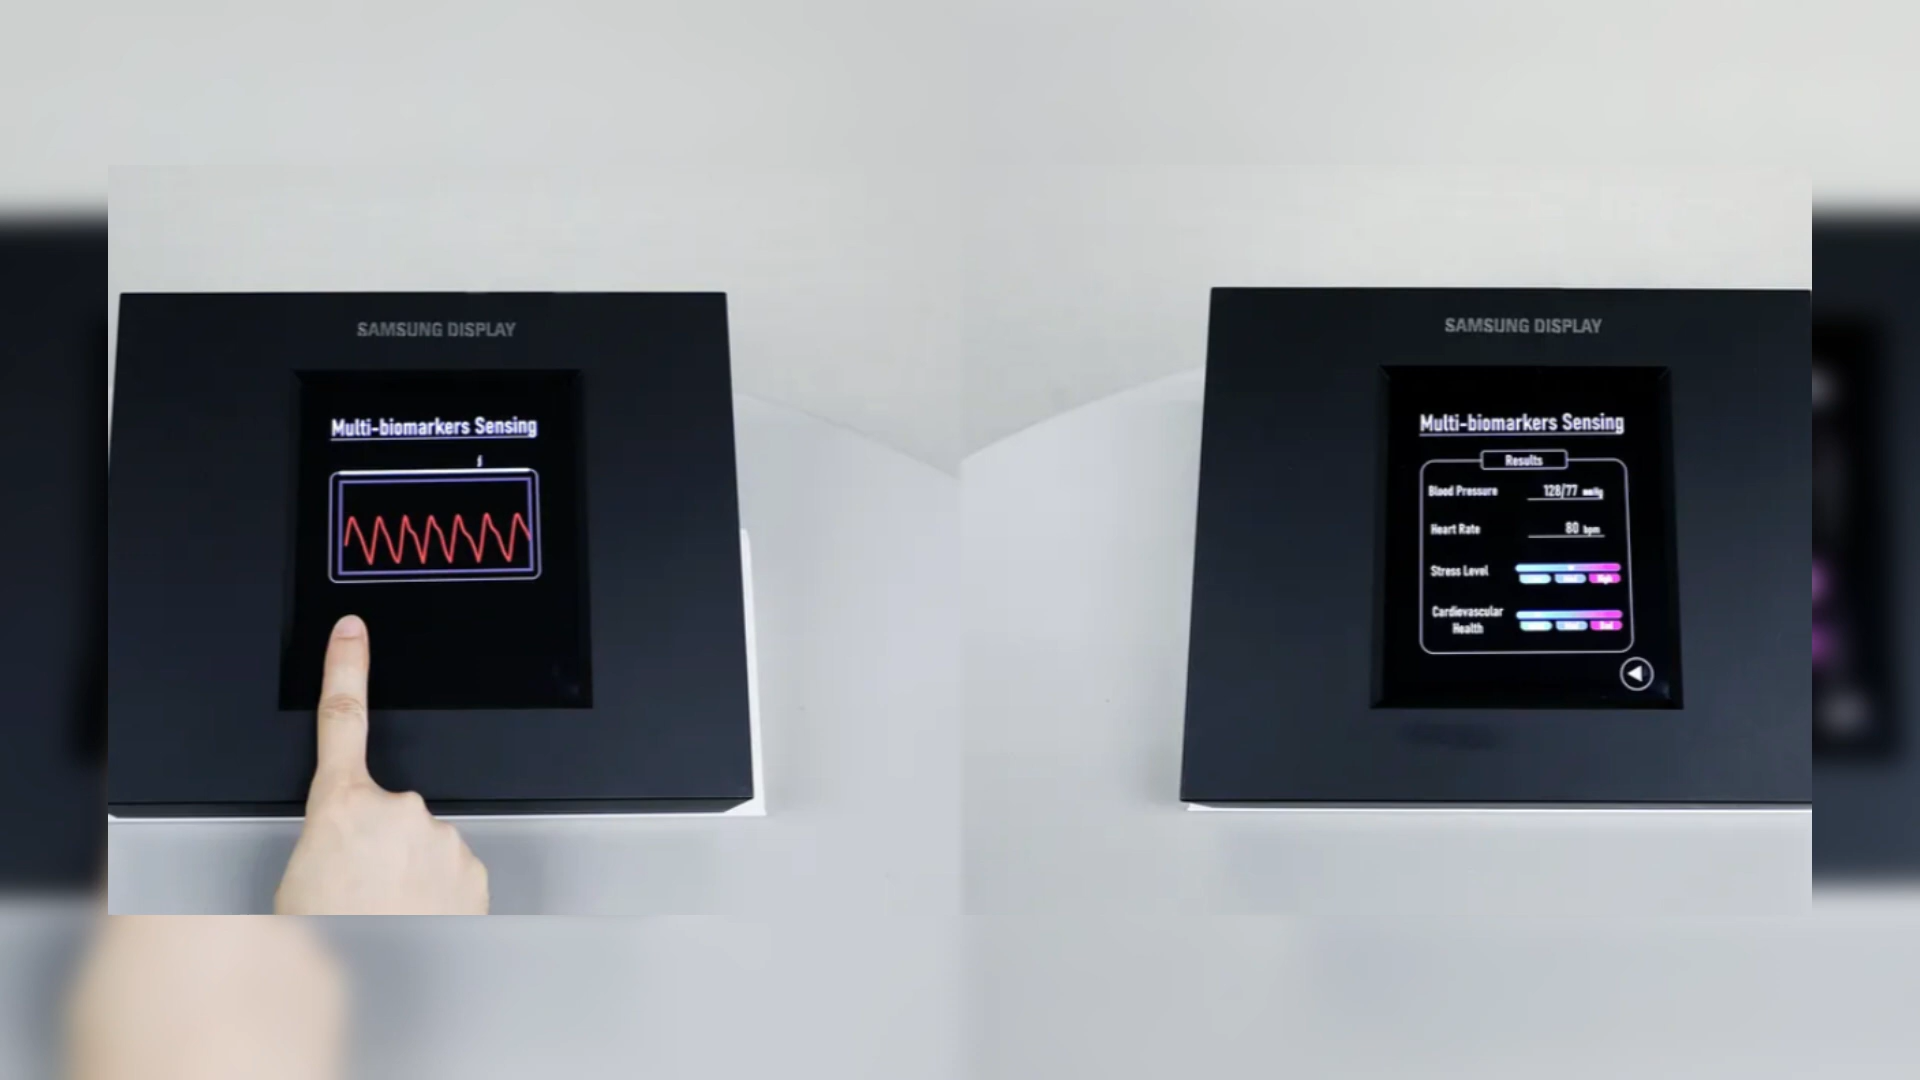 SAMSUNG DISPLAY
Multi-biomarkers Sensing
SAMSUNG DISPLAY
Multi-biomarkers Sensing
Results
Blood Pressure 128/77 mmHg
Heart Rate 80 bpm
Stress Level
High
Cardiovascular
Health